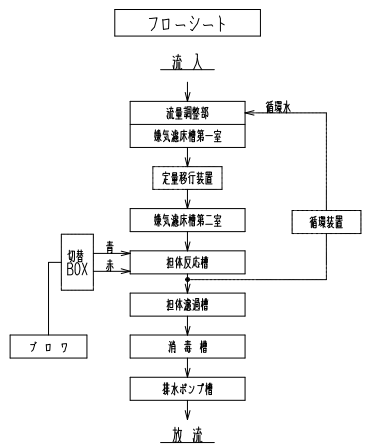 フローシート
流 入
循環水
流量調整部
嫌気濾床槽第一室
定量移行装置
嫌気濾床槽第二室
循環装置
切替
BOX
青
赤
担体反応槽
担体濾過槽
ブ ロ ワ
消 毒 槽
排水ポンプ槽
放 流